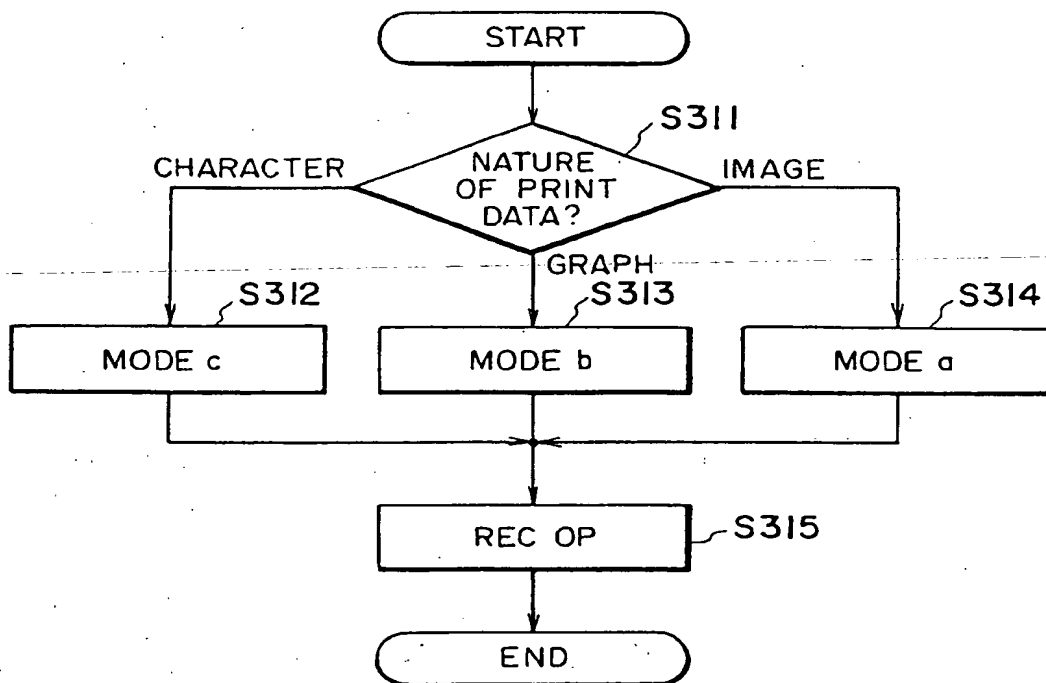 START
S311
CHARACTER
NATURE
OF PRINT
DATA?
IMAGE
GRAPH
S312
S313
S314
MODE c
MODE b
MODE a
REC OP
S315
END